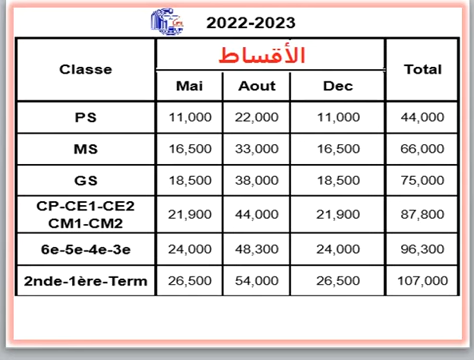 2022-2023
Classe الأقساط Total
Mai Aout Dec
PS 11,000 22,000 11,000 44,000
MS 16,500 33,000 16,500 66,000
GS 18,500 38,000 18,500 75,000
CP-CE1-CE2
CM1-CM2 21,900 44,000 21,900 87,800
6e-5e-4e-3e 24,000 48,300 24,000 96,300
2nde-1ère-Term 26,500 54,000 26,500 107,000